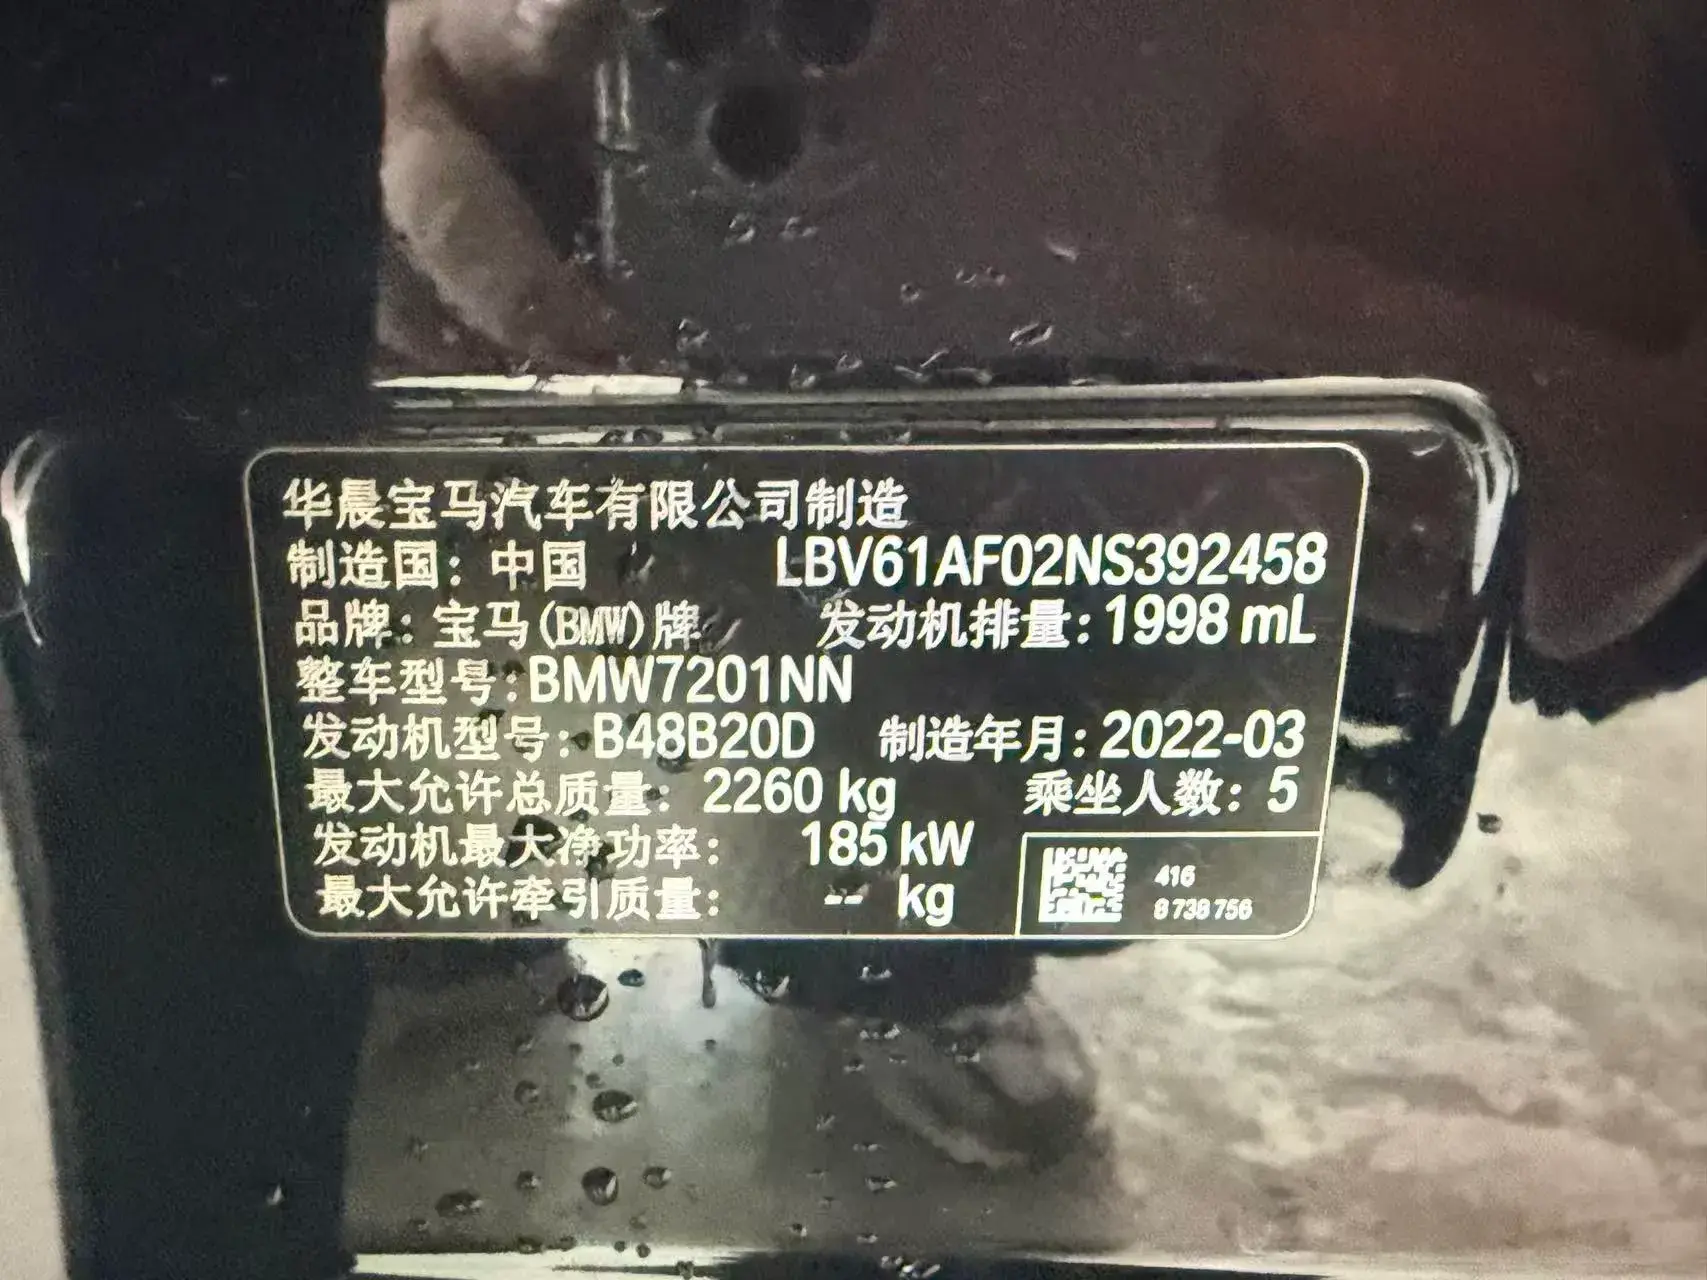 华晨宝马汽车有限公司制造
制造国：中国 LBV61AF02NS392458
品牌：宝马(BMW)牌 发动机排量：1998 mL
整车型号：BMW7201NN
发动机型号：B48B20D 制造年月：2022-03
最大允许总质量：2260 kg 乘坐人数：5
发动机最大净功率：185 kW
最大允许牵引质量：-- kg
416
8 738 756